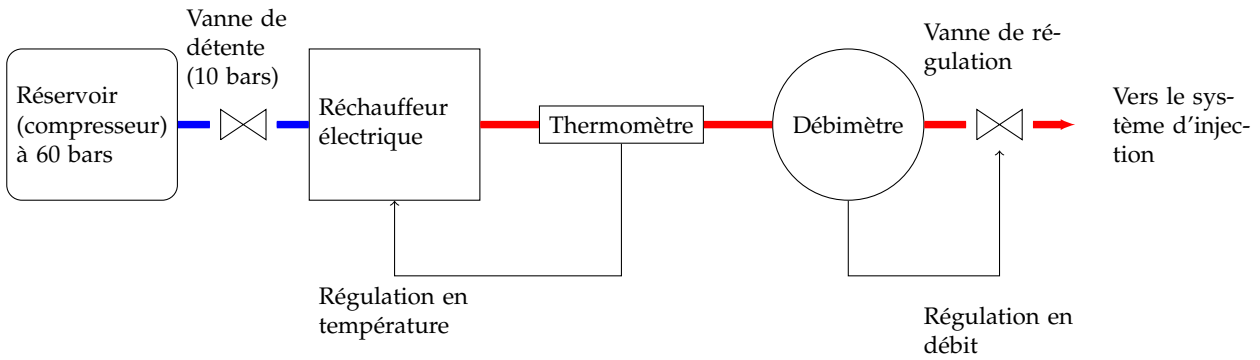 Vanne de
détente
(10 bars)
Réservoir
(compresseur)
à 60 bars
Réchauffeur
électrique
Thermomètre
Débimètre
Vanne de ré-
gulation
Vers le sys-
tème d'injec-
tion
Régulation en
température
Régulation en
débit